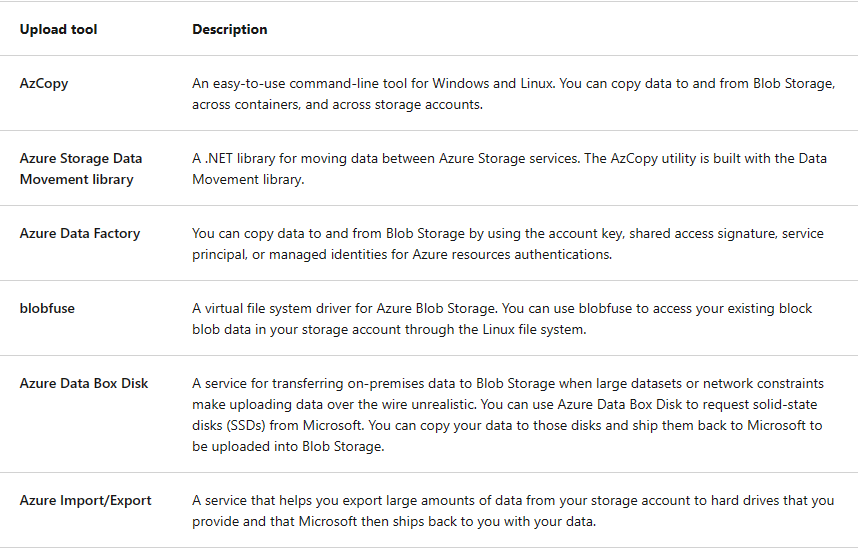 Upload tool
Description
AzCopy
An easy-to-use command-line tool for Windows and Linux. You can copy data to and from Blob Storage,
across containers, and across storage accounts.
Azure Storage Data
Movement library
A .NET library for moving data between Azure Storage services. The AzCopy utility is built with the Data
Movement library.
Azure Data Factory
You can copy data to and from Blob Storage by using the account key, shared access signature, service
principal, or managed identities for Azure resources authentications.
blobfuse
A virtual file system driver for Azure Blob Storage. You can use blobfuse to access your existing block
blob data in your storage account through the Linux file system.
Azure Data Box Disk
A service for transferring on-premises data to Blob Storage when large datasets or network constraints
make uploading data over the wire unrealistic. You can use Azure Data Box Disk to request solid-state
disks (SSDs) from Microsoft. You can copy your data to those disks and ship them back to Microsoft to
be uploaded into Blob Storage.
Azure Import/Export
A service that helps you export large amounts of data from your storage account to hard drives that you
provide and that Microsoft then ships back to you with your data.